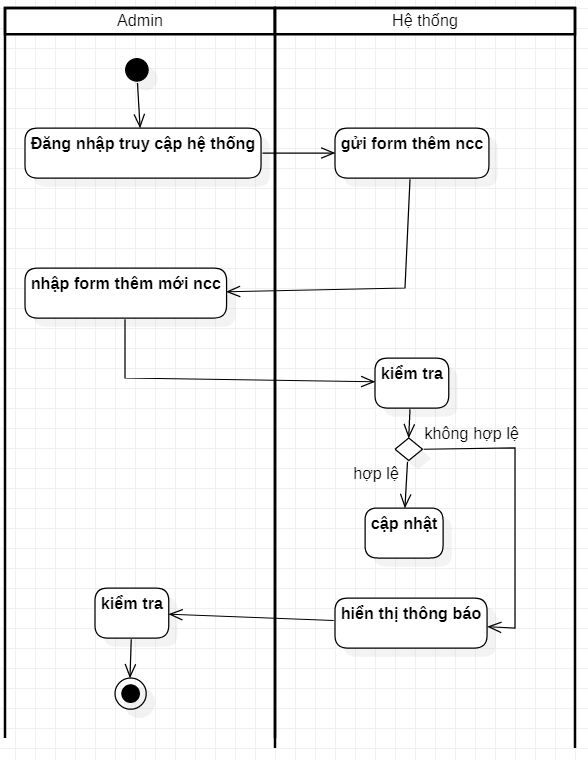 Admin
Hệ thống
Đăng nhập truy cập hệ thống
gửi form thêm ncc
nhập form thêm mới ncc
kiểm tra
không hợp lệ
hợp lệ
cập nhật
kiểm tra
hiển thị thông báo